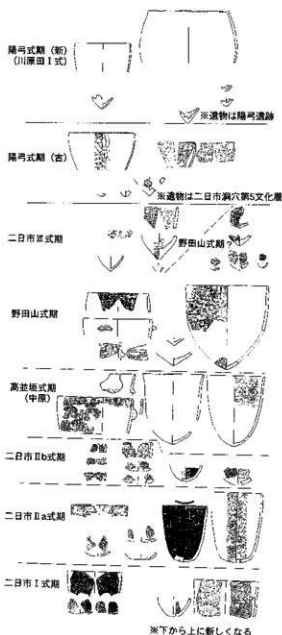 陽弓式期(新)
(川原田Ⅰ式)
※遺物は陽弓遺跡
陽弓式期(古)
※遺物は二日市洞穴第5文化層
二日市Ⅲ式期
野田山式期?
野田山式期
高並垣式期
(中原)
二日市Ⅱb式期
二日市Ⅱa式期
二日市Ⅰ式期
※下から上に新しくなる